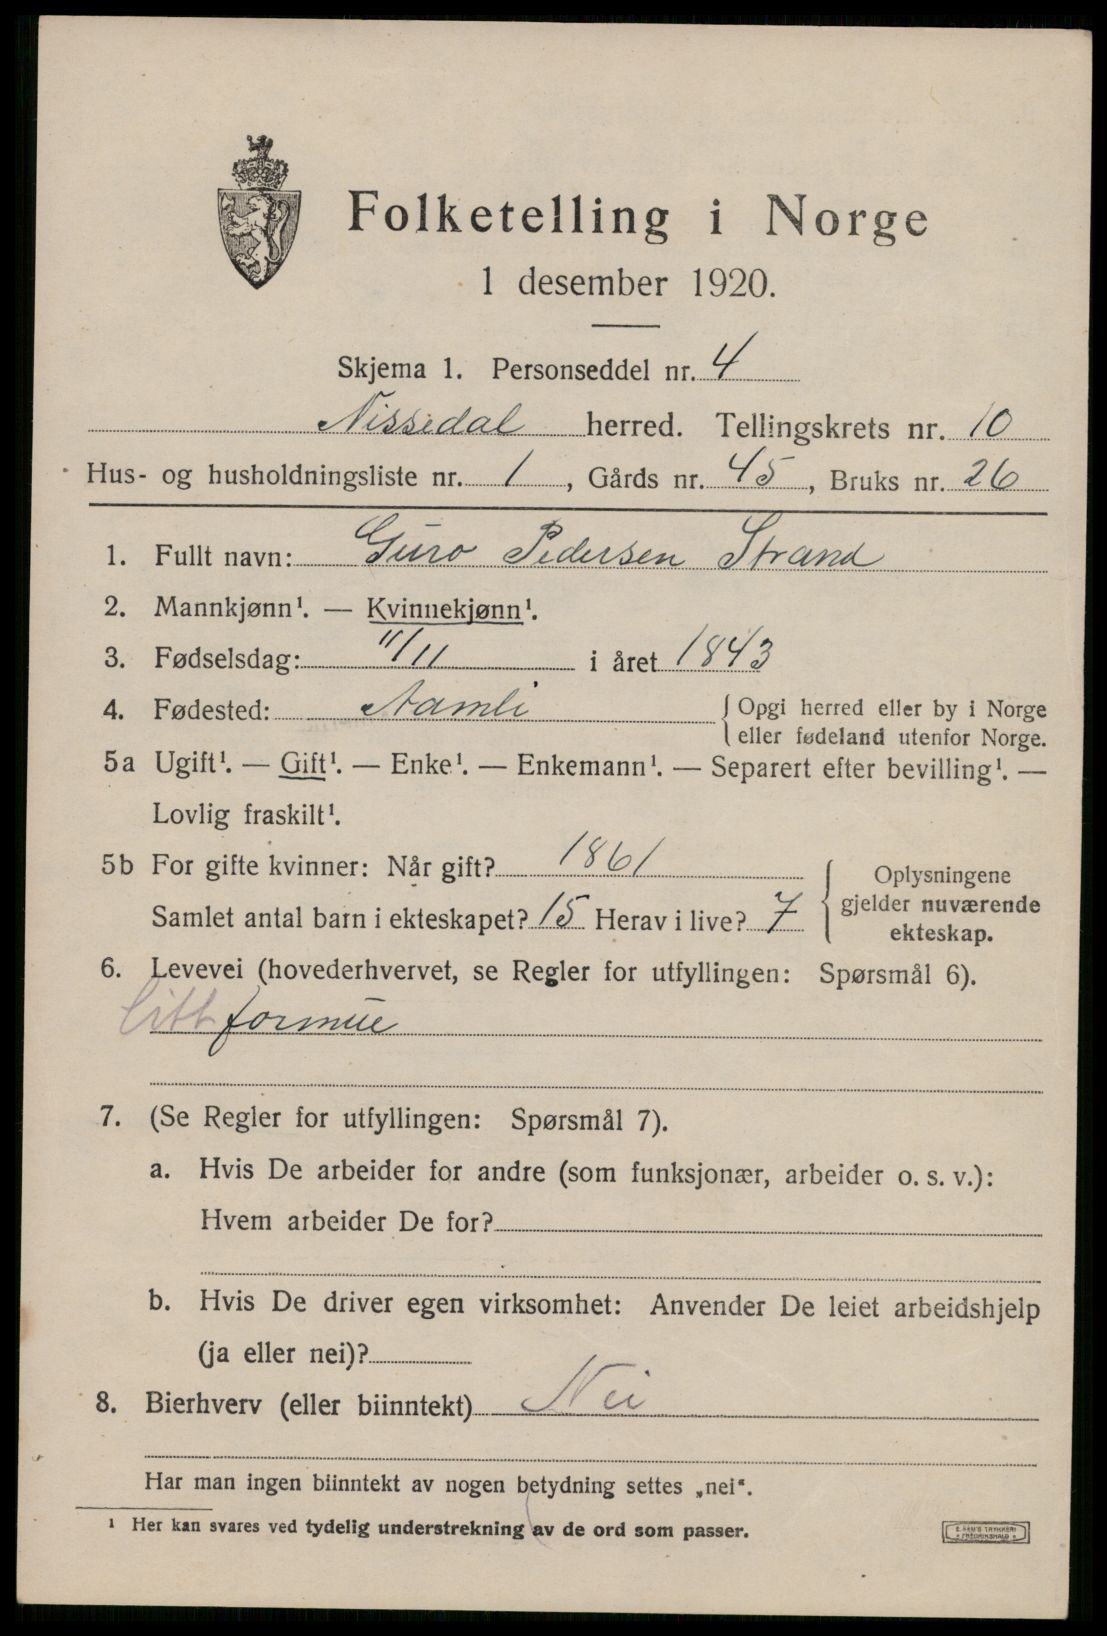 Folketelling i Norge
1 desember 1920.
Skjema 1. Personseddel nr. 4
Nissedal herred. Tellingskrets nr. 10
Hus- og husholdningsliste nr. 1, Gårds nr. 45, Bruks nr. 26
1. Fullt navn: Guro Pedersen Strand
2. Mannkjønn¹. — Kvinnekjønn¹.
3. Fødselsdag: 11/11 i året 1843
4. Fødested: Aamli { Opgi herred eller by i Norge
eller fødeland utenfor Norge.
5a Ugift¹. — Gift¹. — Enke¹. — Enkemann¹. — Separert efter bevilling¹. —
Lovlig fraskilt¹.
5b For gifte kvinner: Når gift? 1861
Samlet antal barn i ekteskapet? 15 Herav i live? 7
{ Oplysningene
gjelder nuværende
ekteskap.
6. Levevei (hovederhvervet, se Regler for utfyllingen: Spørsmål 6).
litt formue
7. (Se Regler for utfyllingen: Spørsmål 7).
a. Hvis De arbeider for andre (som funksjonær, arbeider o. s. v.):
Hvem arbeider De for?
b. Hvis De driver egen virksomhet: Anvender De leiet arbeidshjelp
(ja eller nei)?
8. Bierhverv (eller biinntekt) Nei
Har man ingen biinntekt av nogen betydning settes „nei“.
¹ Her kan svares ved tydelig understrekning av de ord som passer.
E. SEM'S TRYKKERI
FREDRIKSHALD